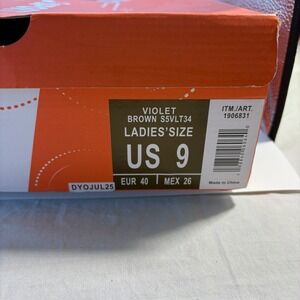 VIOLET
BROWN S5VLT34
LADIES' SIZE
US 9
EUR 40 | MEX 26
ITM./ART.
1906831
Made in China
DYOJUL25